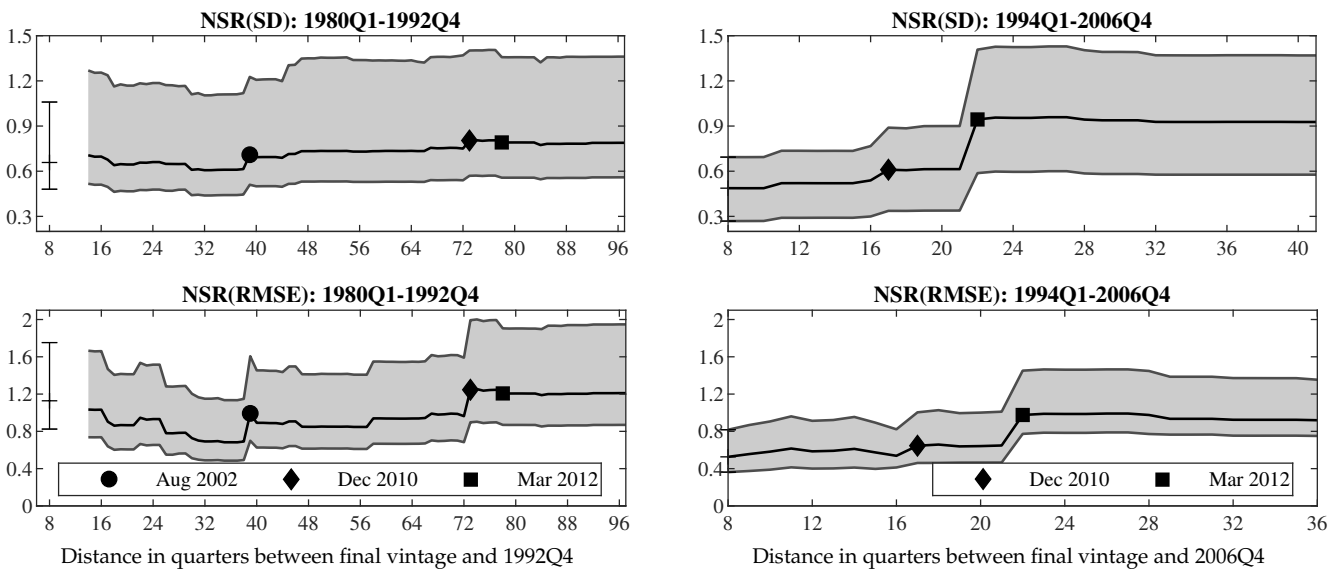 NSR(SD): 1980Q1-1992Q4
1.5
1.2
0.9
0.6
0.3
8 16 24 32 40 48 56 64 72 80 88 96
NSR(SD): 1994Q1-2006Q4
1.5
1.2
0.9
0.6
0.3
8 12 16 20 24 28 32 36 40
NSR(RMSE): 1980Q1-1992Q4
2
1.6
1.2
0.8
0.4
0
Aug 2002 Dec 2010 Mar 2012
8 16 24 32 40 48 56 64 72 80 88 96
Distance in quarters between final vintage and 1992Q4
NSR(RMSE): 1994Q1-2006Q4
2
1.6
1.2
0.8
0.4
0
Dec 2010 Mar 2012
8 12 16 20 24 28 32 36
Distance in quarters between final vintage and 2006Q4